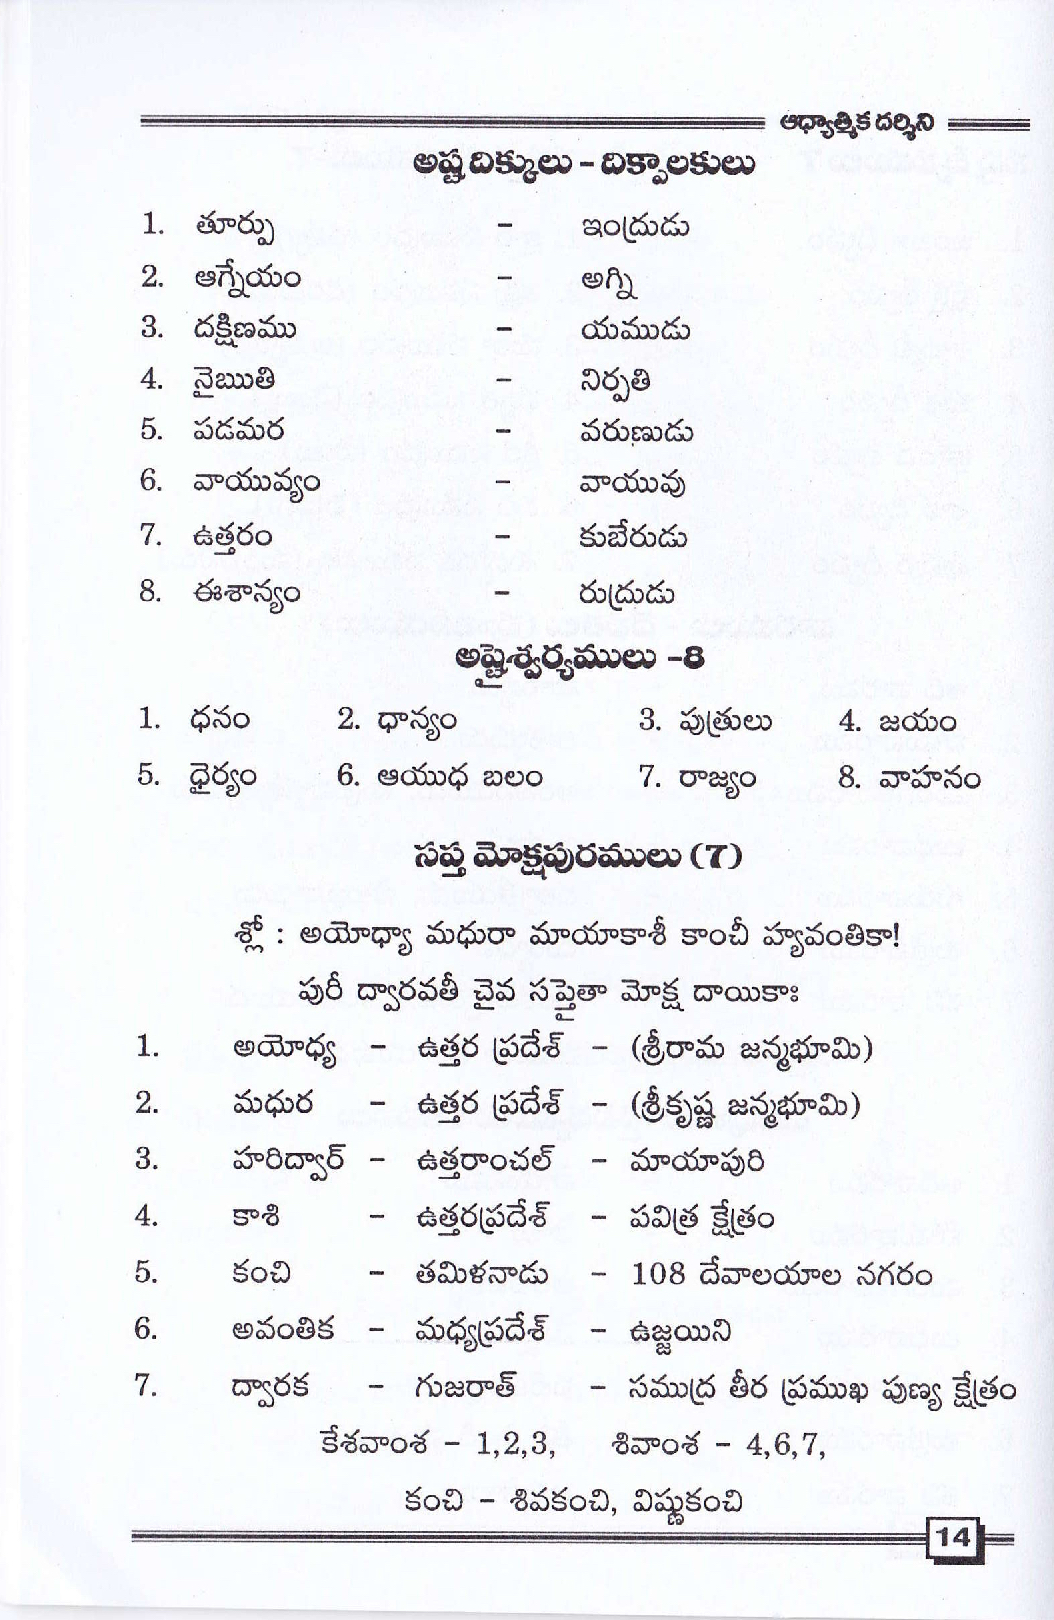 ఆధ్యాత్మిక దర్శిని
అష్ట దిక్కులు – దిక్పాలకులు
1. తూర్పు – ఇంద్రుడు
2. ఆగ్నేయం – అగ్ని
3. దక్షిణము – యముడు
4. నైఋతి – నిర్పతి
5. పడమర – వరుణుడు
6. వాయువ్యం – వాయువు
7. ఉత్తరం – కుబేరుడు
8. ఈశాన్యం – రుద్రుడు
అష్టైశ్వర్యములు -8
1. ధనం 2. ధాన్యం 3. పుత్రులు 4. జయం
5. ధైర్యం 6. ఆయుధ బలం 7. రాజ్యం 8. వాహనం
సప్త మోక్షపురములు (7)
శ్లో : అయోధ్యా మధురా మాయాకాశీ కాంచీ హ్యవంతికా!
పురీ ద్వారవతీ చైవ సప్తైతా మోక్ష దాయికాః
1. అయోధ్య – ఉత్తర ప్రదేశ్ – (శ్రీరామ జన్మభూమి)
2. మధుర – ఉత్తర ప్రదేశ్ – (శ్రీకృష్ణ జన్మభూమి)
3. హరిద్వార్ – ఉత్తరాంచల్ – మాయాపురి
4. కాశి – ఉత్తరప్రదేశ్ – పవిత్ర క్షేత్రం
5. కంచి – తమిళనాడు – 108 దేవాలయాల నగరం
6. అవంతిక – మధ్యప్రదేశ్ – ఉజ్జయిని
7. ద్వారక – గుజరాత్ – సముద్ర తీర ప్రముఖ పుణ్య క్షేత్రం
కేశవాంశ – 1,2,3, శివాంశ – 4,6,7,
కంచి – శివకంచి, విష్ణుకంచి
14